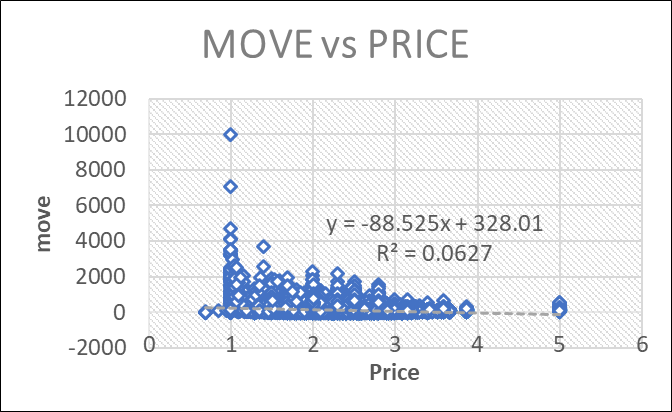 MOVE vs PRICE
12000
10000
8000
6000
4000
2000
0
-2000
move
y = -88.525x + 328.01
R² = 0.0627
0 1 2 3 4 5 6
Price